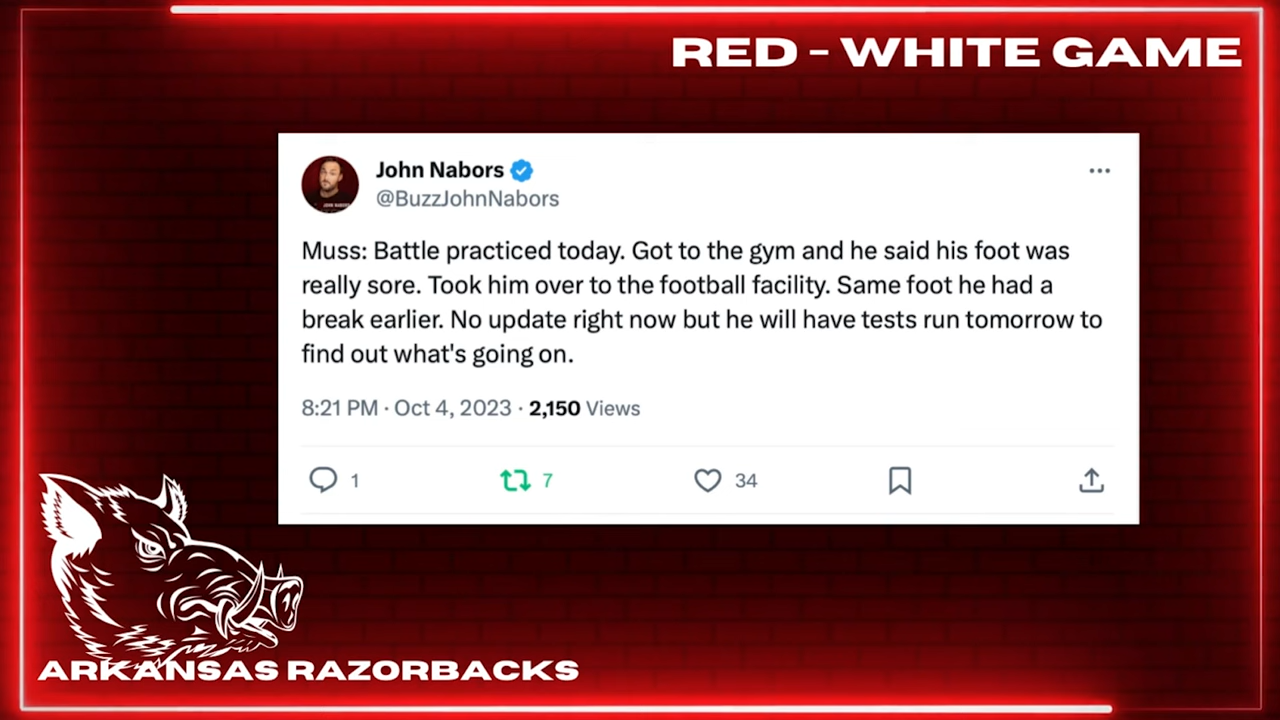 RED - WHITE GAME
John Nabors
@BuzzJohnNabors
Muss: Battle practiced today. Got to the gym and he said his foot was
really sore. Took him over to the football facility. Same foot he had a
break earlier. No update right now but he will have tests run tomorrow to
find out what's going on.
8:21 PM · Oct 4, 2023 · 2,150 Views
1 7 34
ARKANSAS RAZORBACKS